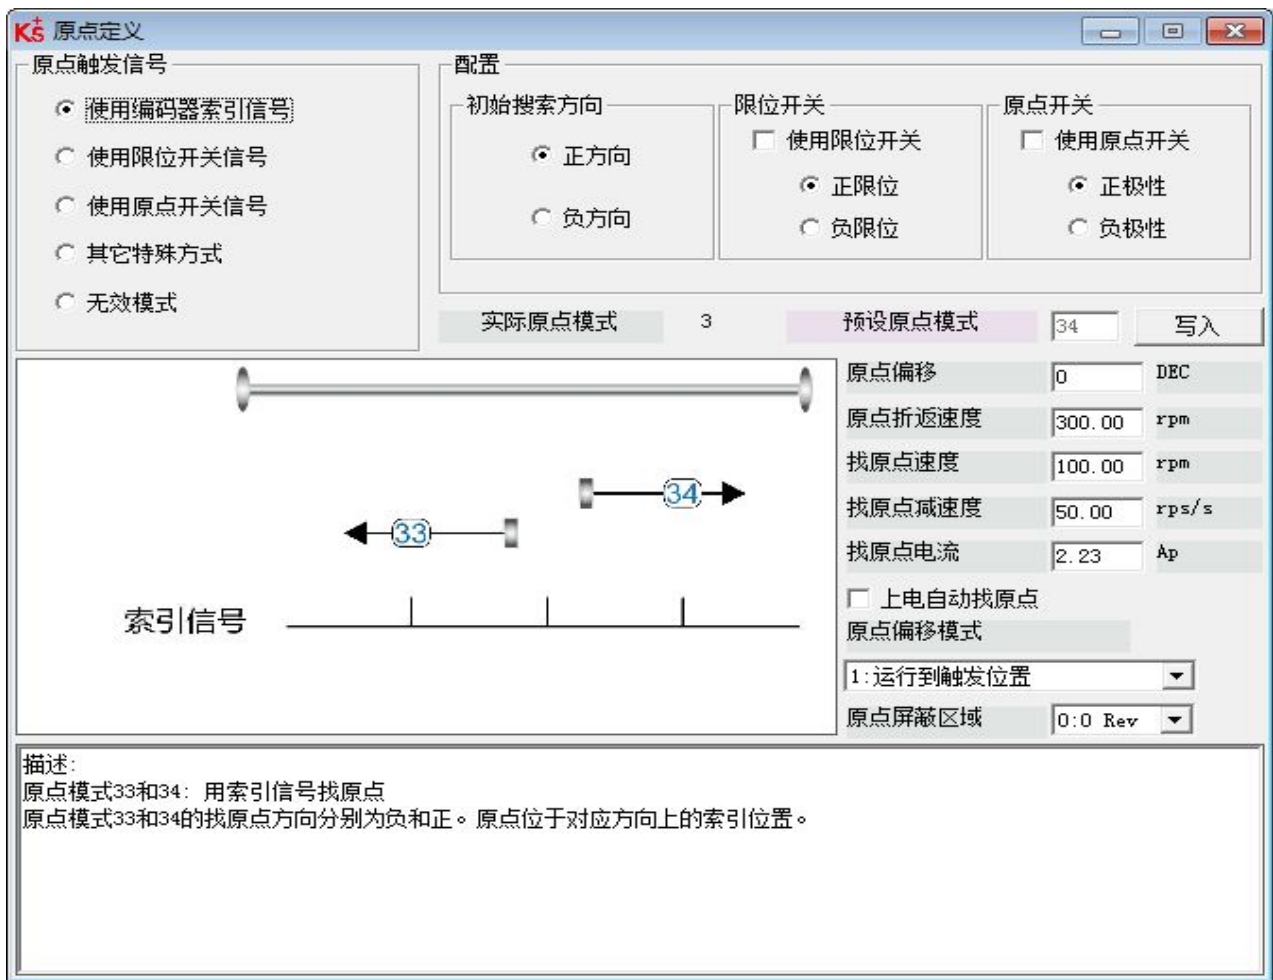 K+S 原点定义
原点触发信号
使用编码器索引信号
使用限位开关信号
使用原点开关信号
其它特殊方式
无效模式
配置
初始搜索方向
正方向
负方向
限位开关
使用限位开关
正限位
负限位
原点开关
使用原点开关
正极性
负极性
实际原点模式 3 预设原点模式 34 写入
原点偏移 0 DEC
原点折返速度 300.00 rpm
找原点速度 100.00 rpm
找原点减速度 50.00 rps/s
找原点电流 2.23 Ap
上电自动找原点
原点偏移模式
1:运行到触发位置
原点屏蔽区域 0:0 Rev
34
33
索引信号
描述:
原点模式33和34: 用索引信号找原点
原点模式33和34的找原点方向分别为负和正。原点位于对应方向上的索引位置。